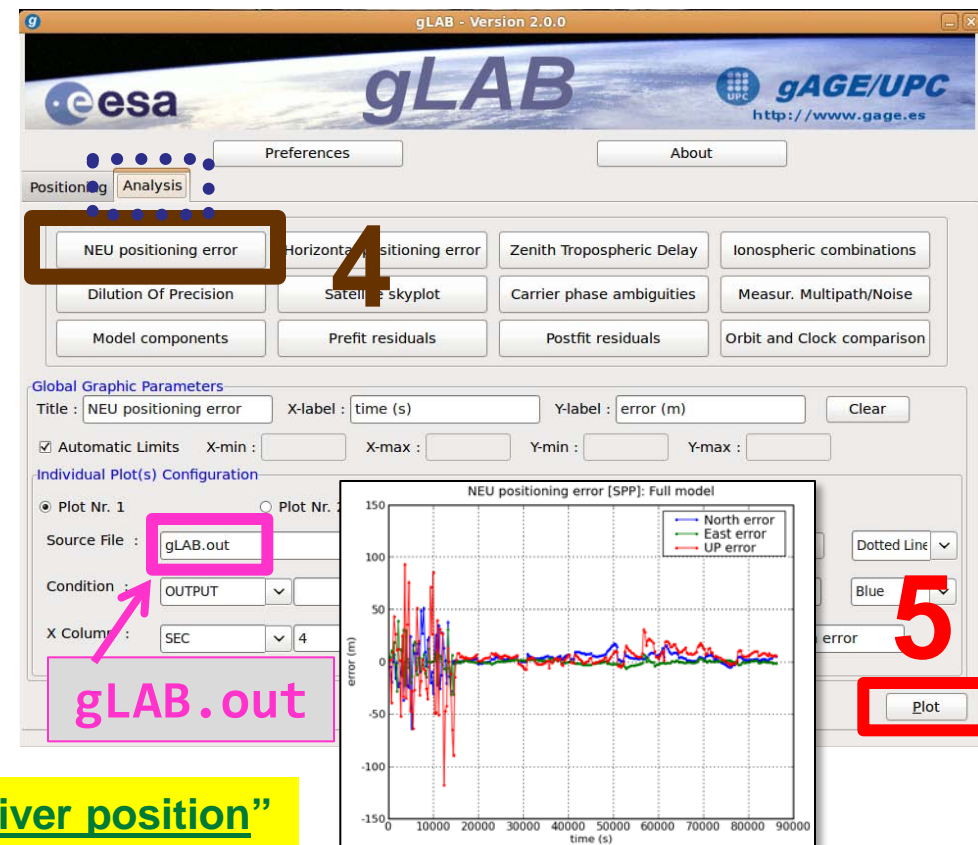 gLAB - Version 2.0.0
esa
gLAB
UPC
gAGE/UPC
http://www.gage.es
Preferences
About
Positioning
Analysis
NEU positioning error
Horizontal positioning error
Zenith Tropospheric Delay
Ionospheric combinations
4
Dilution Of Precision
Satellite skyplot
Carrier phase ambiguities
Measur. Multipath/Noise
Model components
Prefit residuals
Postfit residuals
Orbit and Clock comparison
Global Graphic Parameters
Title : NEU positioning error X-label : time (s) Y-label : error (m) Clear
Automatic Limits X-min : X-max : Y-min : Y-max :
Individual Plot(s) Configuration
Plot Nr. 1 Plot Nr.
Source File : gLAB.out Dotted Line
Condition : OUTPUT Blue
X Column : SEC 4 error
5
gLAB.out
Plot
NEU positioning error [SPP]: Full model
North error
East error
UP error
error (m)
150
100
50
0
-50
-100
-150
0 10000 20000 30000 40000 50000 60000 70000 80000 90000
time (s)
iver position”